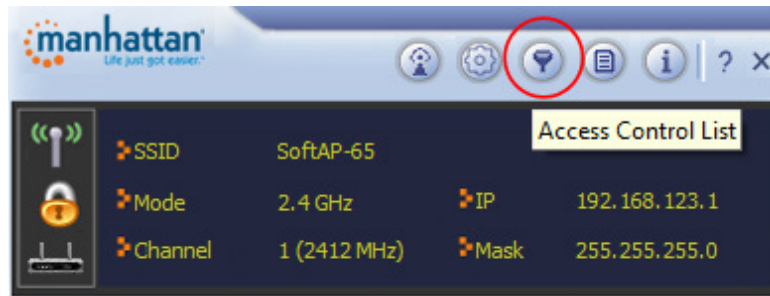 manhattan
Life just got easier.™
i ? ×
Access Control List
SSID SoftAP-65
Mode 2.4 GHz IP 192.168.123.1
Channel 1 (2412 MHz) Mask 255.255.255.0